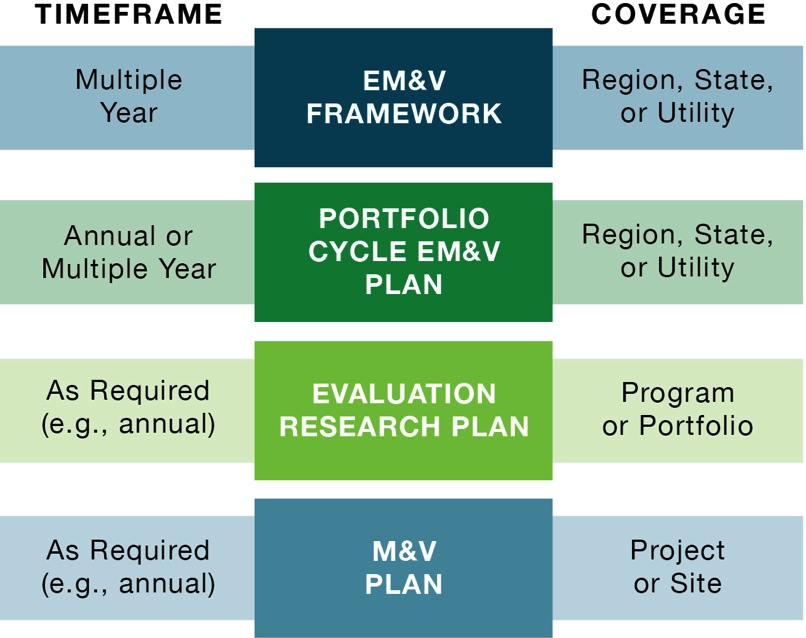 TIMEFRAME
COVERAGE
Multiple
Year
EM&V
FRAMEWORK
Region, State,
or Utility
Annual or
Multiple Year
PORTFOLIO
CYCLE EM&V
PLAN
Region, State,
or Utility
As Required
(e.g., annual)
EVALUATION
RESEARCH PLAN
Program
or Portfolio
As Required
(e.g., annual)
M&V
PLAN
Project
or Site